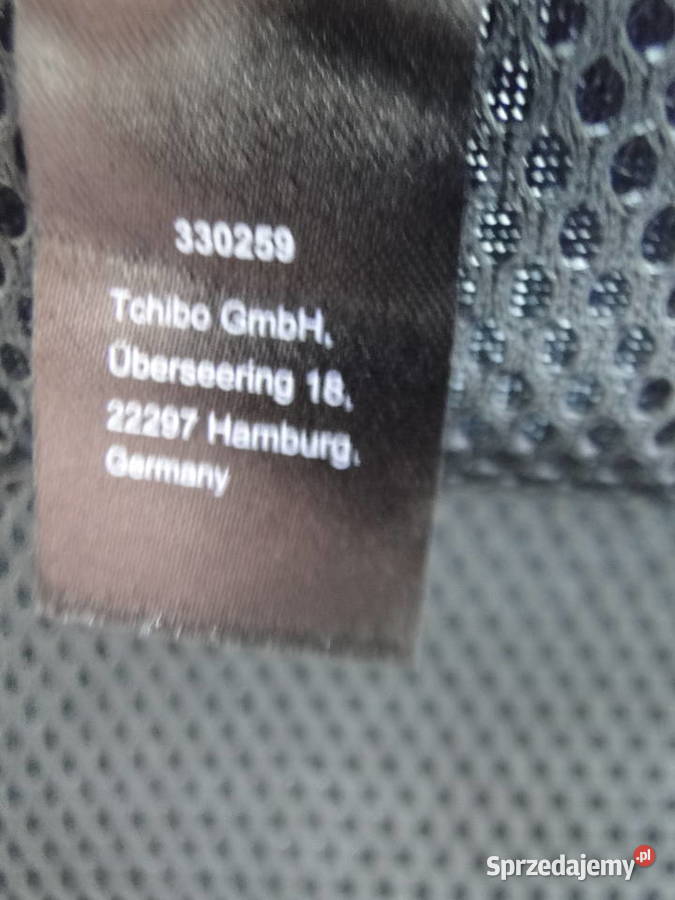 330259
Tchibo GmbH,
Überseering 18,
22297 Hamburg,
Germany
Sprzedajemy.pl